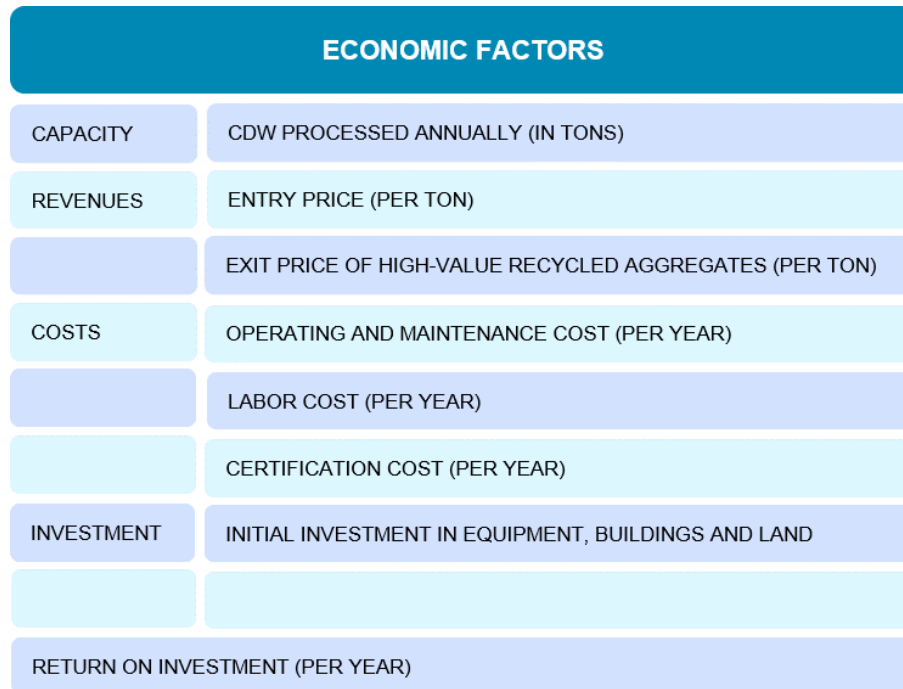 ECONOMIC FACTORS
CAPACITY
CDW PROCESSED ANNUALLY (IN TONS)
REVENUES
ENTRY PRICE (PER TON)
EXIT PRICE OF HIGH-VALUE RECYCLED AGGREGATES (PER TON)
COSTS
OPERATING AND MAINTENANCE COST (PER YEAR)
LABOR COST (PER YEAR)
CERTIFICATION COST (PER YEAR)
INVESTMENT
INITIAL INVESTMENT IN EQUIPMENT, BUILDINGS AND LAND
RETURN ON INVESTMENT (PER YEAR)